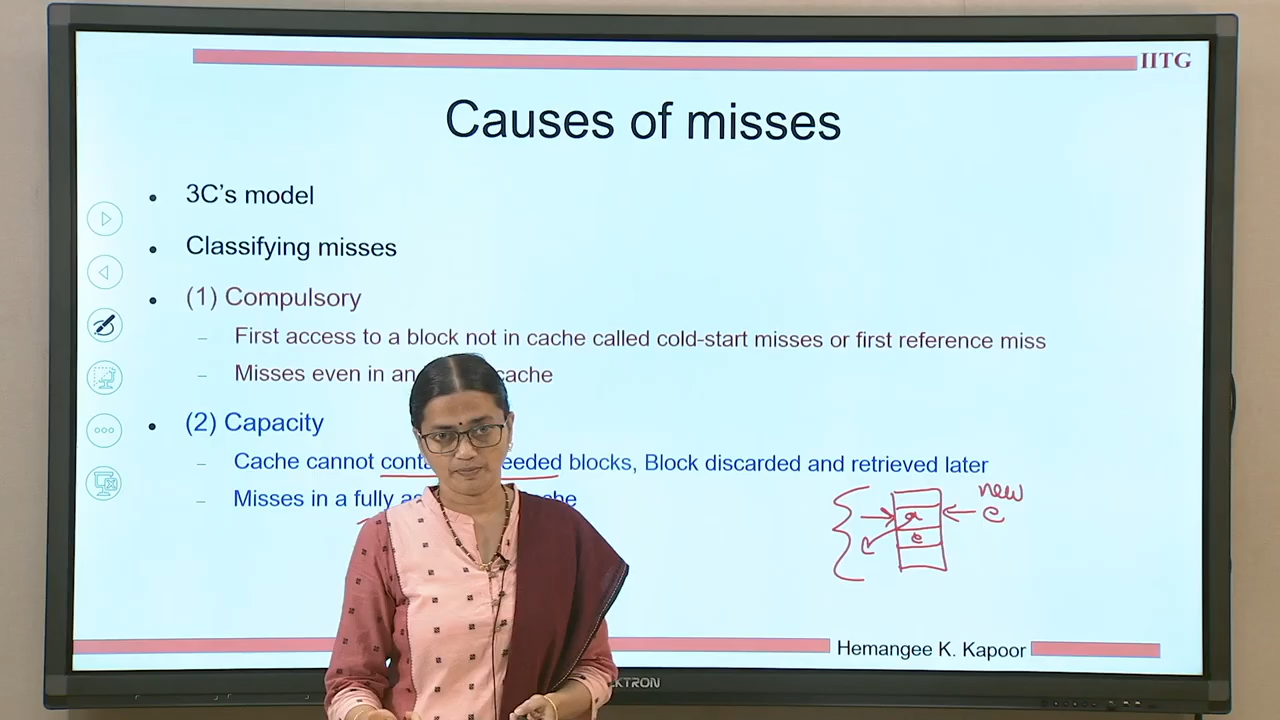 IITG
Causes of misses
• 3C's model
• Classifying misses
• (1) Compulsory
– First access to a block not in cache called cold-start misses or first reference miss
– Misses even in an cache
• (2) Capacity
– Cache cannot blocks, Block discarded and retrieved later
– Misses in a fully
new
e
e
Hemangee K. Kapoor